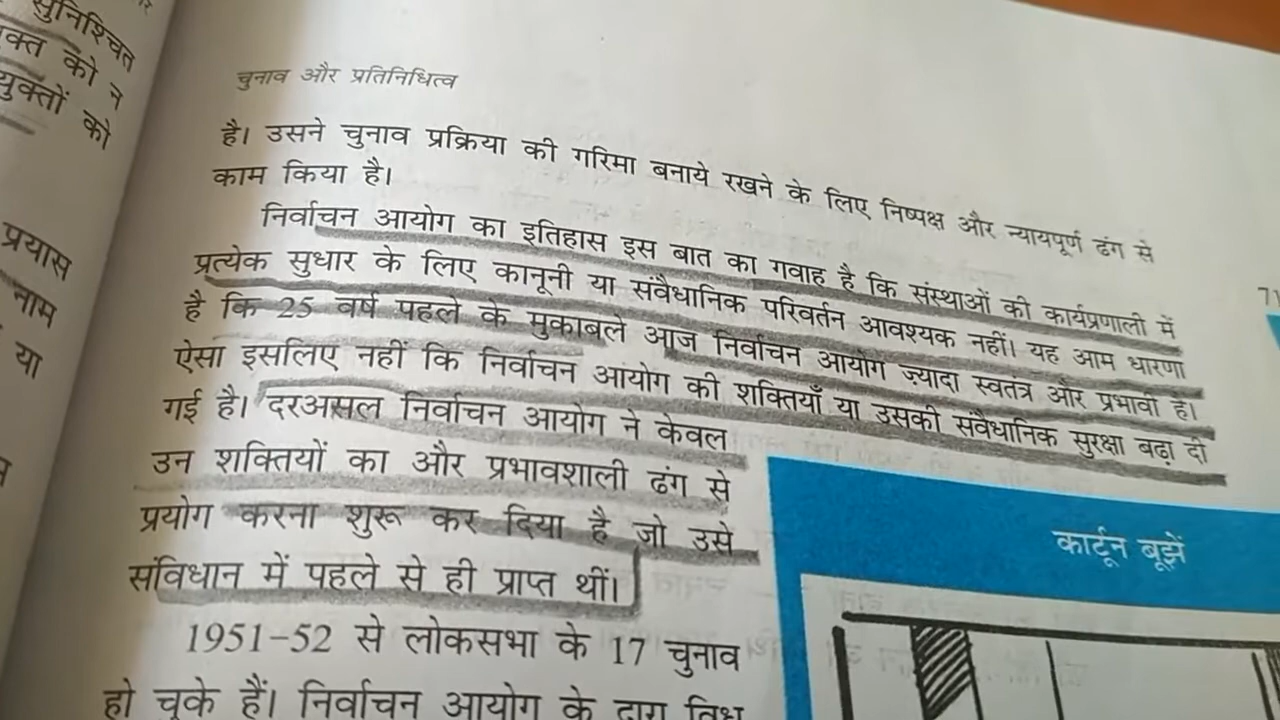 सुनिश्चित
को न
को
प्रयास
नाम
या
चुनाव और प्रतिनिधित्व
है। उसने चुनाव प्रक्रिया की गरिमा बनाये रखने के लिए निष्पक्ष और न्यायपूर्ण ढंग से
काम किया है।
निर्वाचन आयोग का इतिहास इस बात का गवाह है कि संस्थाओं की कार्यप्रणाली में
प्रत्येक सुधार के लिए कानूनी या संवैधानिक परिवर्तन आवश्यक नहीं। यह आम धारणा
है कि 25 वर्ष पहले के मुकाबले आज निर्वाचन आयोग ज़्यादा स्वतंत्र और प्रभावी है।
ऐसा इसलिए नहीं कि निर्वाचन आयोग की शक्तियाँ या उसकी संवैधानिक सुरक्षा बढ़ा दी
गई है। दरअसल निर्वाचन आयोग ने केवल
उन शक्तियों का और प्रभावशाली ढंग से
प्रयोग करना शुरू कर दिया है जो उसे
संविधान में पहले से ही प्राप्त थीं।
1951-52 से लोकसभा के 17 चुनाव
हो चुके हैं। निर्वाचन आयोग के द्वारा
71
कार्टून बूझें